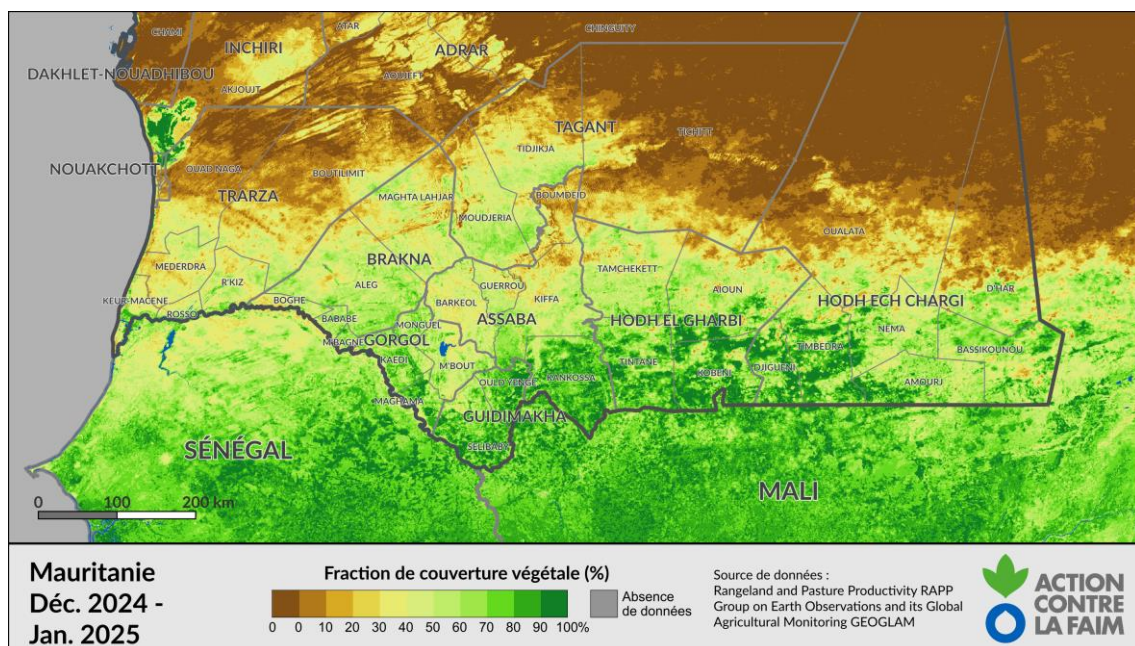 CHAMI
ATAR
CHINGUITY
INCHIRI
ADRAR
DAKHLET-NOUADHIBOU
AOUJEFT
AKJOUJT
TAGANT
TICHIT
TIDJIKJA
NOUAKCHOTT
OUAD NAGA
BOUTILIMIT
TRARZA
MAGHTA LAHJAR
BOUMDEID
MOUDJERIA
OUALATA
BRAKNA
MEDERDRA
TAMCHEKETT
R'KIZ
ALEG
GUERROU
AIOUN
D'HAR
KEUR-MACENE
BOGHE
BARKEOL
KIFFA
HODH ECH CHARGI
ROSSO
BABABE
MONGUEL
ASSABA
HODH EL GHARBI
NEMA
M'BAGNE
GORGOL
TIMBEDRA
BASSIKOUNOU
KAEDI
M'BOUT
TINTANE
KOBENI
DJIGUENI
OULD YENGE
KANKOSSA
AMOURJ
MAGHAMA
GUIDIMAKHA
SELIBABY
SÉNÉGAL
MALI
0 100 200 km
Mauritanie
Déc. 2024 -
Jan. 2025
Fraction de couverture végétale (%)
0 0 10 20 30 40 50 60 70 80 90 100%
Absence
de données
Source de données :
Rangeland and Pasture Productivity RAPP
Group on Earth Observations and its Global
Agricultural Monitoring GEOGLAM
ACTION
CONTRE
LA FAIM